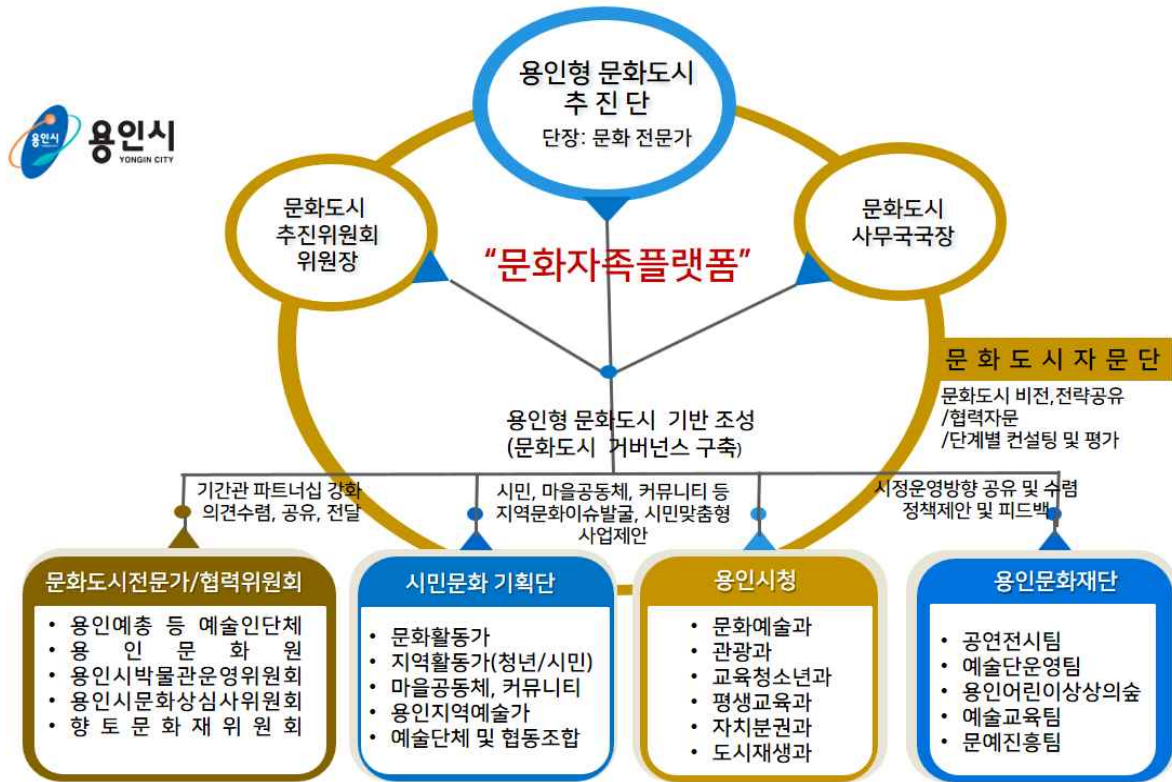 용인형 문화도시
추 진 단
단장: 문화 전문가
용인시
용인시
YONGIN CITY
문화도시
추진위원회
위원장
문화도시
사무국국장
“문화자족플랫폼”
문 화 도 시 자 문 단
문화도시 비전,전략공유
/협력자문
/단계별 컨설팅 및 평가
용인형 문화도시 기반 조성
(문화도시 거버넌스 구축)
기간관 파트너십 강화
의견수렴, 공유, 전달
시민, 마을공동체, 커뮤니티 등
지역문화이슈발굴, 시민맞춤형
사업제안
시정운영방향 공유 및 수렴
정책제안 및 피드백
문화도시전문가/협력위원회
• 용인예총 등 예술인단체
• 용 인 문 화 원
• 용인시박물관운영위원회
• 용인시문화상심사위원회
• 향 토 문 화 재 위 원 회
시민문화 기획단
• 문화활동가
• 지역활동가(청년/시민)
• 마을공동체, 커뮤니티
• 용인지역예술가
• 예술단체 및 협동조합
용인시청
• 문화예술과
• 관광과
• 교육청소년과
• 평생교육과
• 자치분권과
• 도시재생과
용인문화재단
• 공연전시팀
• 예술단운영팀
• 용인어린이상상의숲
• 예술교육팀
• 문예진흥팀